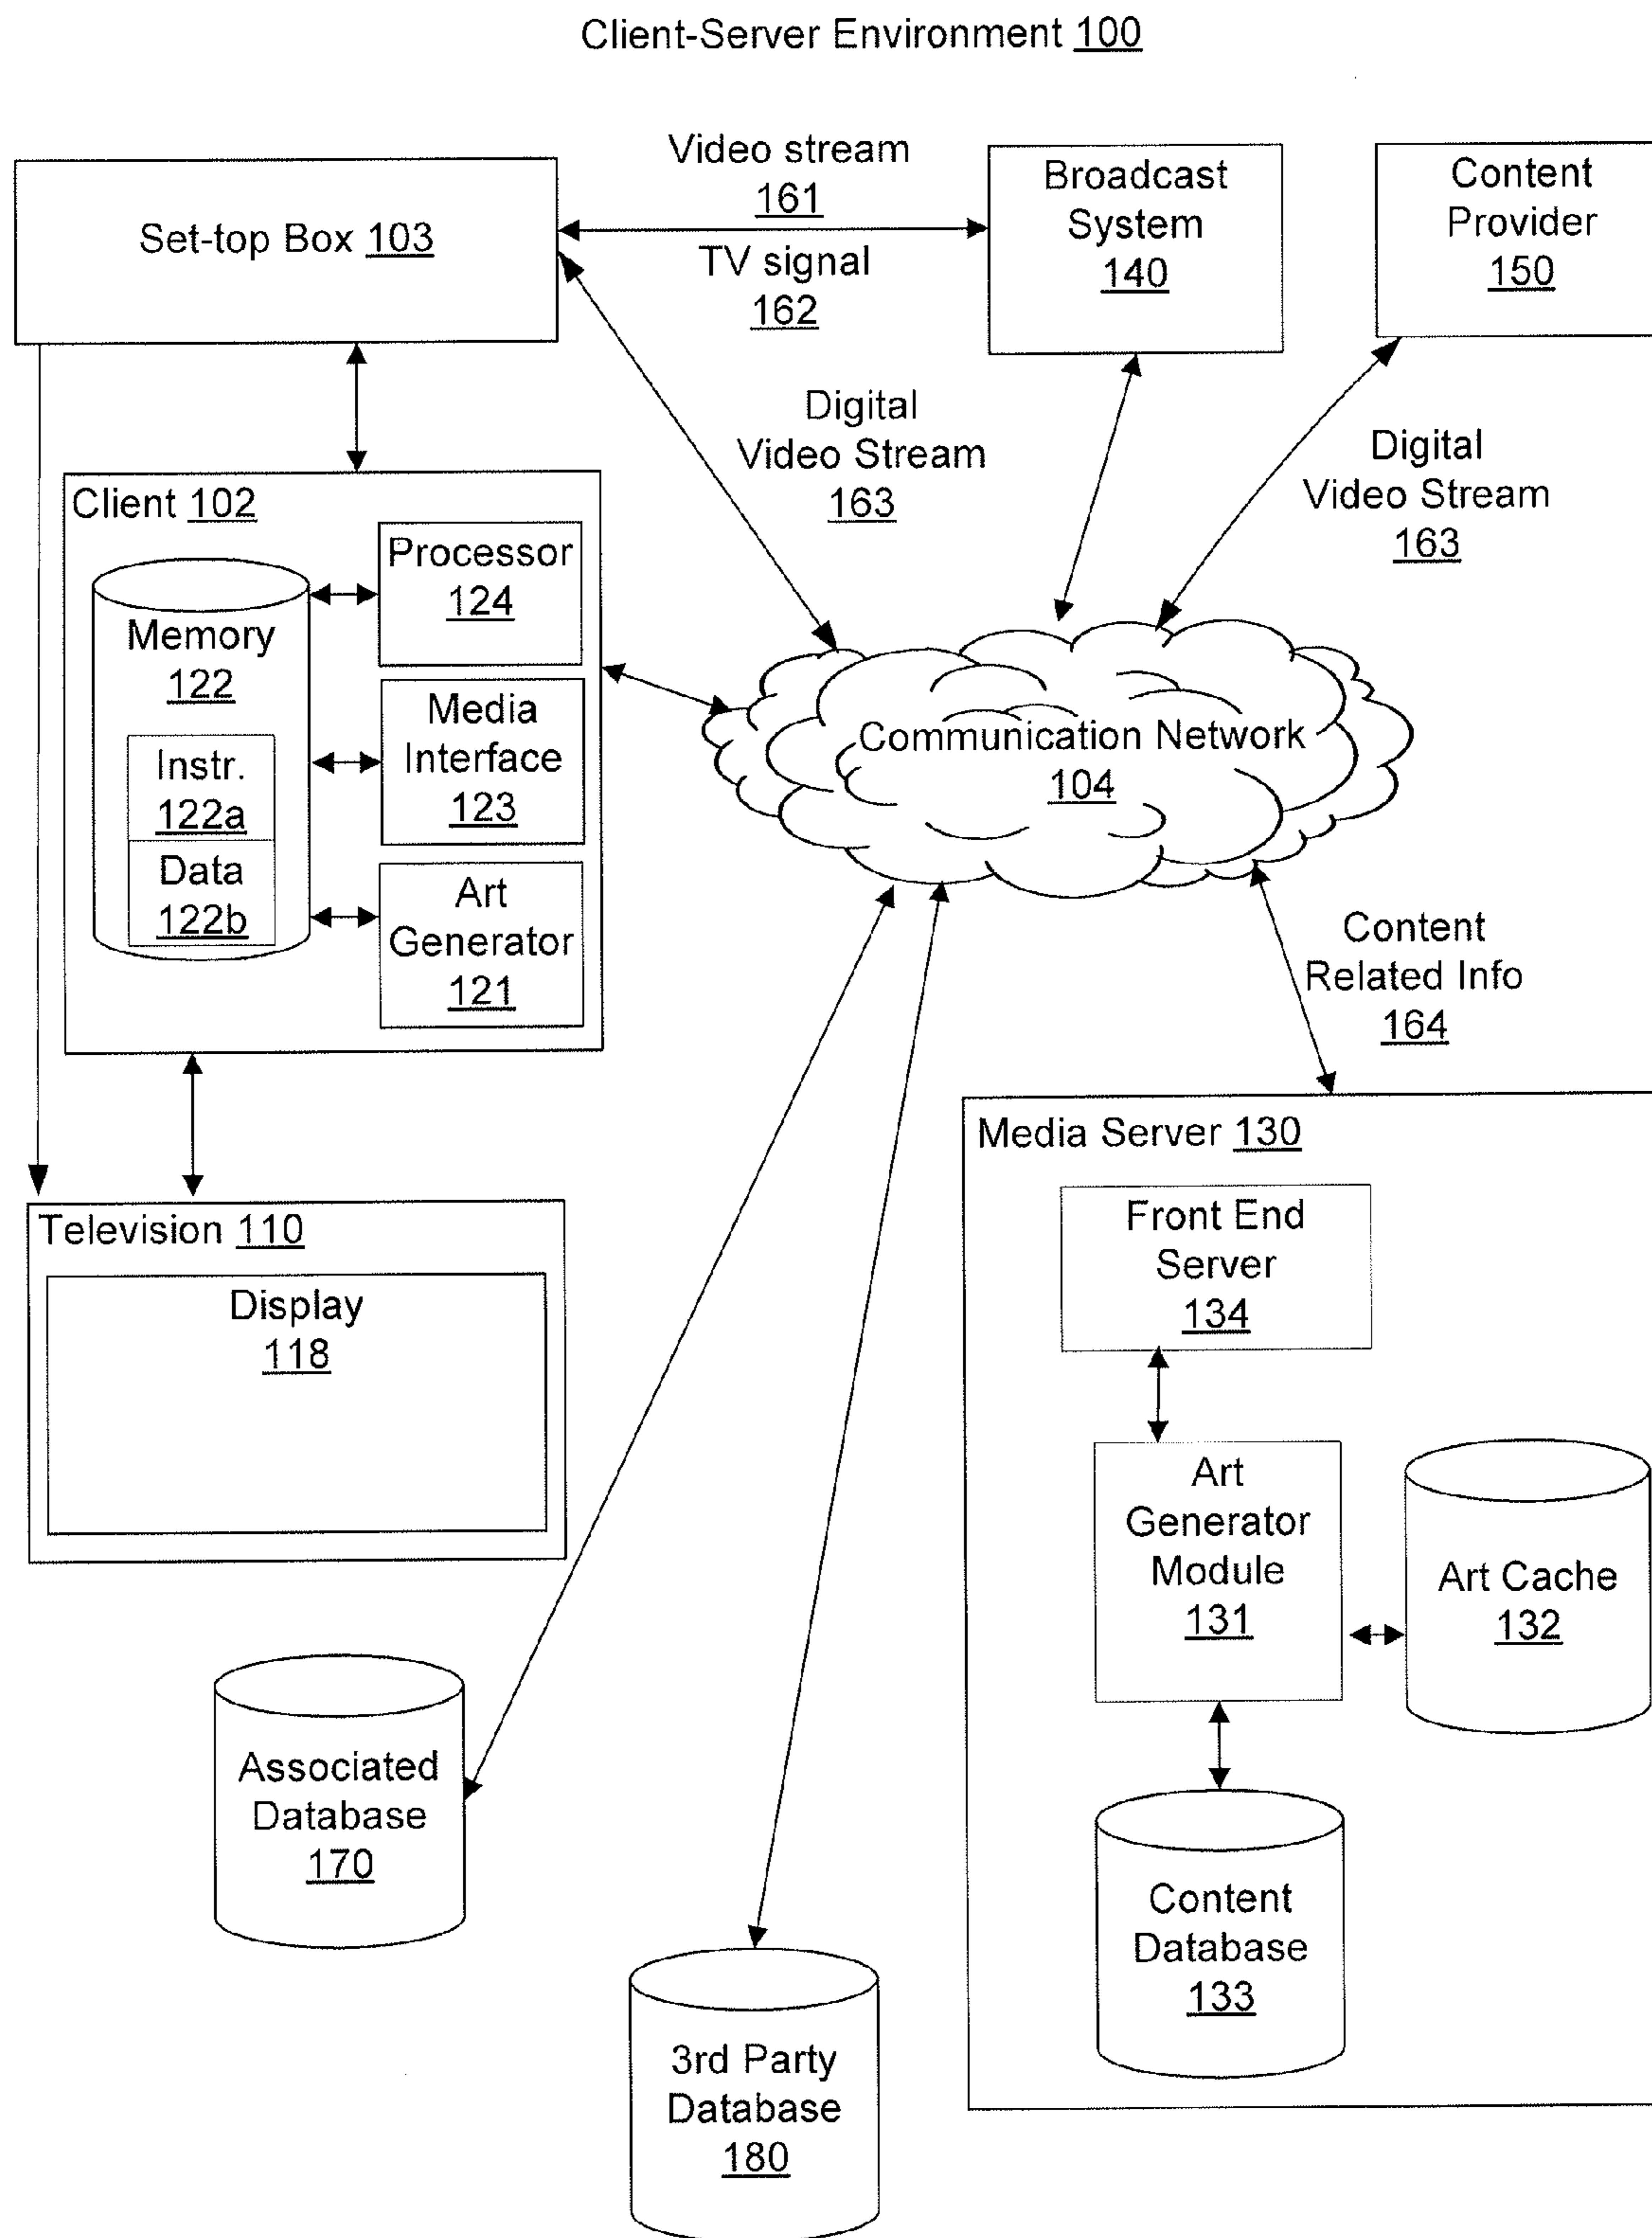 Client-Server Environment 100
Set-top Box 103
Video stream
161
TV signal
162
Broadcast
System
140
Content
Provider
150
Digital
Video Stream
163
Digital
Video Stream
163
Client 102
Memory
122
Instr.
122a
Data
122b
Processor
124
Media
Interface
123
Art
Generator
121
Communication Network
104
Content
Related Info
164
Television 110
Display
118
Media Server 130
Front End
Server
134
Art
Generator
Module
131
Art Cache
132
Content
Database
133
Associated
Database
170
3rd Party
Database
180